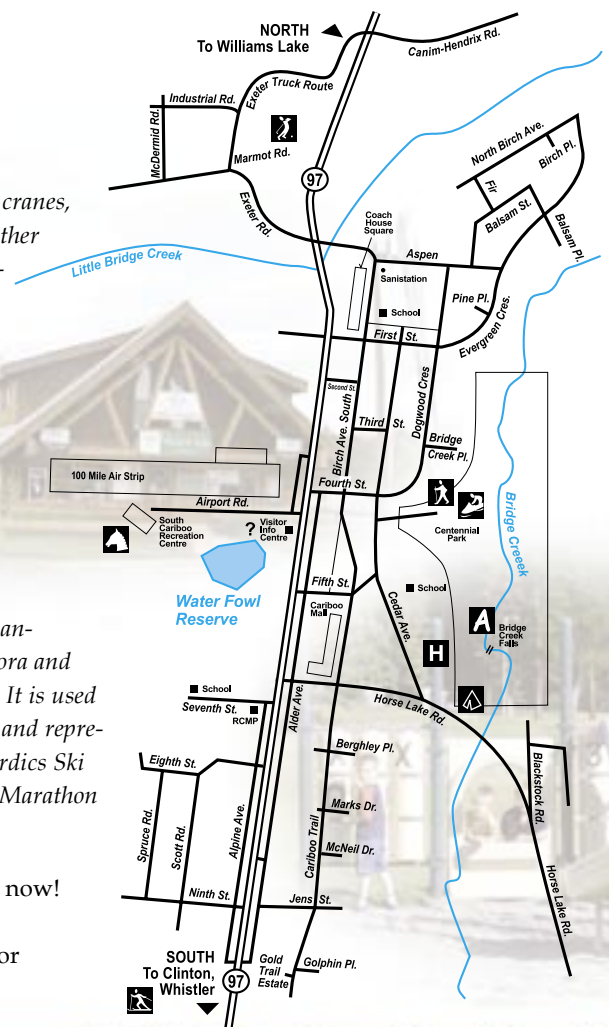 NORTH
To Williams Lake
Canim-Hendrix Rd.
Exeter Truck Route
Industrial Rd.
McDermid Rd.
Marmot Rd.
97
Exeter Rd.
North Birch Ave.
Birch Pl.
Fir
Balsam St.
Balsam Pl.
cranes,
ther
-
Coach
House
Square
Aspen
Little Bridge Creek
Sanistation
Pine Pl.
School
Evergreen Cres.
First St.
Second St.
Birch Ave. South
Third St.
Dogwood Cres
Bridge
Creek Pl.
100 Mile Air Strip
Fourth St.
Airport Rd.
South
Cariboo
Recreation
Centre
?
Visitor
Info
Centre
Centennial
Park
Bridge Creeek
Water Fowl
Reserve
Fifth St.
School
Cariboo
Mall
Cedar Ave.
A
Bridge
Creek
Falls
H
an-
ora and
It is used
and repre-
rdics Ski
Marathon
School
Seventh St.
RCMP
Alder Ave.
Horse Lake Rd.
Berghley Pl.
Eighth St.
Blackstock Rd.
Spruce Rd.
Scott Rd.
Alpine Ave.
Cariboo Trail
Marks Dr.
McNeil Dr.
Horse Lake Rd.
now!
Ninth St.
Jens St.
or
SOUTH
To Clinton,
Whistler
97
Gold
Trail
Estate
Golphin Pl.